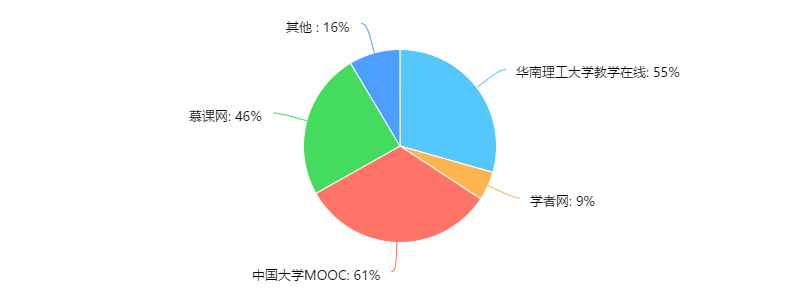 其他 : 16%
华南理工大学教学在线: 55%
慕课网: 46%
学者网: 9%
中国大学MOOC: 61%